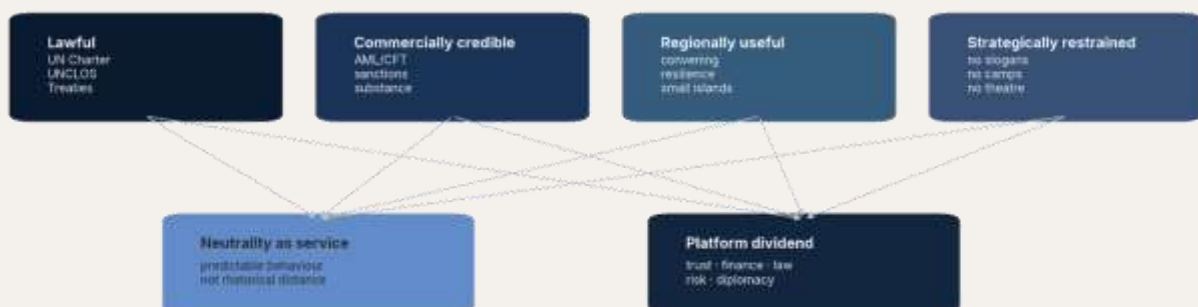 Lawful
UN Charter
UNCLOS
Treaties
Commercially credible
AML/CFT
sanctions
substance
Regionally useful
convening
resilience
small islands
Strategically restrained
no slogans
no camps
no theatre
Neutrality as service
predictable behaviour
not rhetorical distance
Platform dividend
trust · finance · law
risk · diplomacy